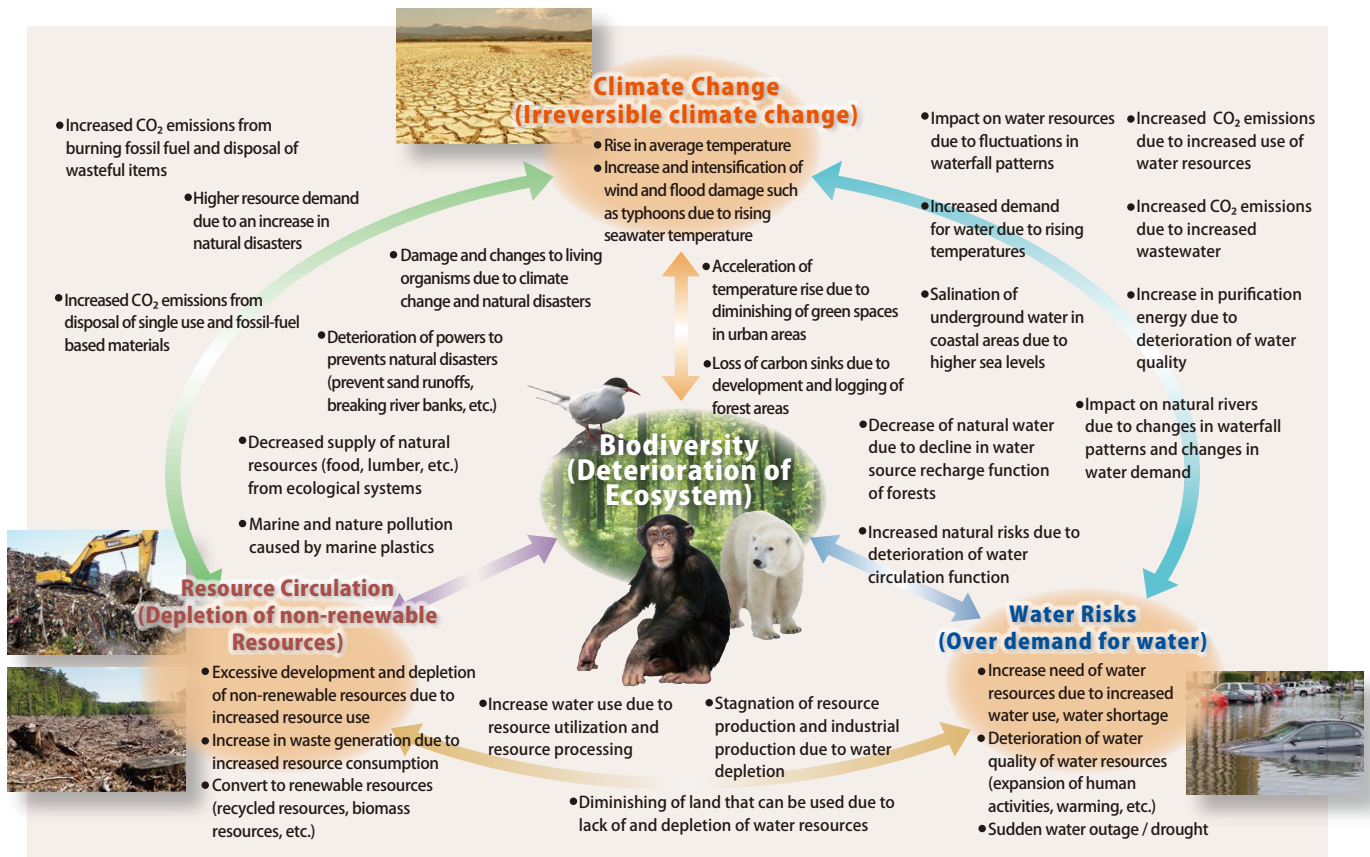 Climate Change
(Irreversible climate change)
• Rise in average temperature
• Increase and intensification of
wind and flood damage such
as typhoons due to rising
seawater temperature
• Increased CO₂ emissions from
burning fossil fuel and disposal of
wasteful items
• Higher resource demand
due to an increase in
natural disasters
• Increased CO₂ emissions from
disposal of single use and fossil-fuel
based materials
• Damage and changes to living
organisms due to climate
change and natural disasters
• Deterioration of powers to
prevents natural disasters
(prevent sand runoffs,
breaking river banks, etc.)
• Acceleration of
temperature rise due to
diminishing of green spaces
in urban areas
• Loss of carbon sinks due to
development and logging of
forest areas
• Impact on water resources
due to fluctuations in
waterfall patterns
• Increased demand
for water due to rising
temperatures
• Salination of
underground water in
coastal areas due to
higher sea levels
• Increased CO₂ emissions
due to increased use of
water resources
• Increased CO₂ emissions
due to increased
wastewater
• Increase in purification
energy due to
deterioration of water
quality
• Impact on natural rivers
due to changes in waterfall
patterns and changes in
water demand
Biodiversity
(Deterioration of
Ecosystem)
• Decreased supply of natural
resources (food, lumber, etc.)
from ecological systems
• Marine and nature pollution
caused by marine plastics
• Decrease of natural water
due to decline in water
source recharge function
of forests
• Increased natural risks due to
deterioration of water
circulation function
Resource Circulation
(Depletion of non-renewable
Resources)
• Excessive development and depletion
of non-renewable resources due to
increased resource use
• Increase in waste generation due to
increased resource consumption
• Convert to renewable resources
(recycled resources, biomass
resources, etc.)
• Increase water use due to
resource utilization and
resource processing
• Stagnation of resource
production and industrial
production due to water
depletion
• Diminishing of land that can be used due to
lack of and depletion of water resources
Water Risks
(Over demand for water)
• Increase need of water
resources due to increased
water use, water shortage
• Deterioration of water
quality of water resources
(expansion of human
activities, warming, etc.)
• Sudden water outage / drought